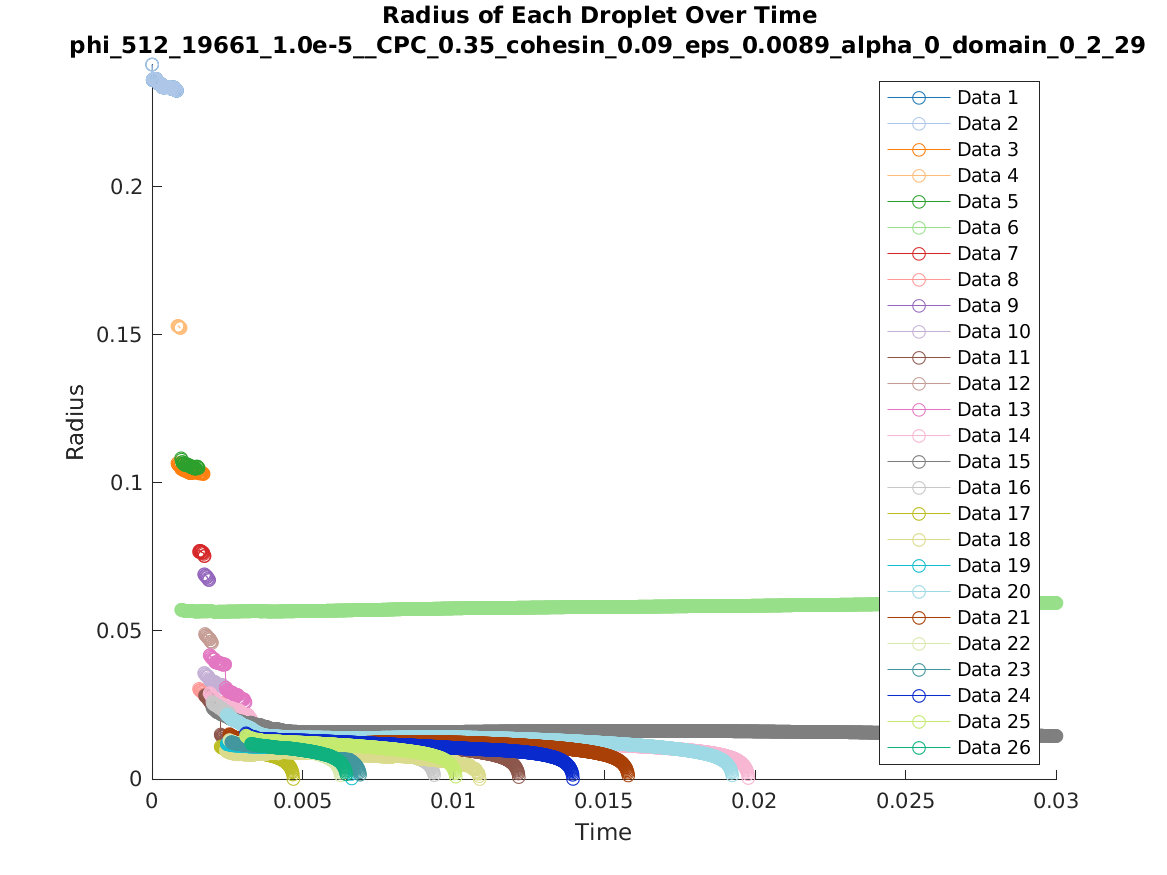 Radius of Each Droplet Over Time
phi_512_19661_1.0e-5__CPC_0.35_cohesin_0.09_eps_0.0089_alpha_0_domain_0_2_29
Radius
0.2
0.15
0.1
0.05
0
0
0.005
0.01
0.015
0.02
0.025
0.03
Time
Data 1
Data 2
Data 3
Data 4
Data 5
Data 6
Data 7
Data 8
Data 9
Data 10
Data 11
Data 12
Data 13
Data 14
Data 15
Data 16
Data 17
Data 18
Data 19
Data 20
Data 21
Data 22
Data 23
Data 24
Data 25
Data 26